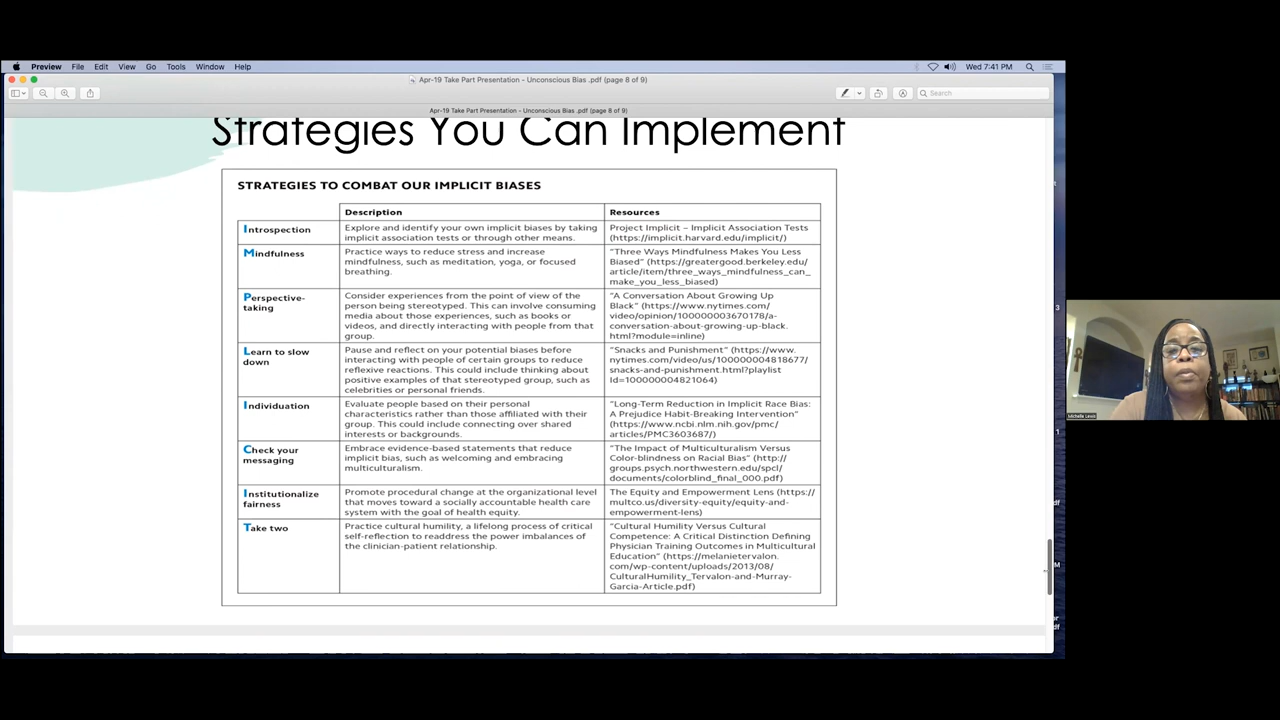 Preview File Edit View Go Tools Window Help Wed 7:41 PM
Apr-19 Take Part Presentation - Unconscious Bias .pdf (page 8 of 9)
Search
Apr-19 Take Part Presentation - Unconscious Bias .pdf (page 8 of 9)
Strategies You Can Implement
STRATEGIES TO COMBAT OUR IMPLICIT BIASES
Description Resources
Introspection
Explore and identify your own implicit biases by taking
implicit association tests or through other means.
Project Implicit – Implicit Association Tests
(https://implicit.harvard.edu/implicit/)
Mindfulness
Practice ways to reduce stress and increase
mindfulness, such as meditation, yoga, or focused
breathing.
“Three Ways Mindfulness Makes You Less
Biased” (https://greatergood.berkeley.edu/
article/item/three_ways_mindfulness_can_
make_you_less_biased)
Perspective-
taking
Consider experiences from the point of view of the
person being stereotyped. This can involve consuming
media about those experiences, such as books or
videos, and directly interacting with people from that
group.
“A Conversation About Growing Up
Black” (https://www.nytimes.com/
video/opinion/100000003670178/a-
conversation-about-growing-up-black.
html?module=inline)
Learn to slow
down
Pause and reflect on your potential biases before
interacting with people of certain groups to reduce
reflexive reactions. This could include thinking about
positive examples of that stereotyped group, such as
celebrities or personal friends.
“Snacks and Punishment” (https://www.
nytimes.com/video/us/100000004818677/
snacks-and-punishment.html?playlist
Id=100000004821064)
Individuation
Evaluate people based on their personal
characteristics rather than those affiliated with their
group. This could include connecting over shared
interests or backgrounds.
“Long-Term Reduction in Implicit Race Bias:
A Prejudice Habit-Breaking Intervention”
(https://www.ncbi.nlm.nih.gov/pmc/
articles/PMC3603687/)
Check your
messaging
Embrace evidence-based statements that reduce
implicit bias, such as welcoming and embracing
multiculturalism.
“The Impact of Multiculturalism Versus
Color-blindness on Racial Bias” (http://
groups.psych.northwestern.edu/spcl/
documents/colorblind_final_000.pdf)
Institutionalize
fairness
Promote procedural change at the organizational level
that moves toward a socially accountable health care
system with the goal of health equity.
The Equity and Empowerment Lens (https://
multco.us/diversity-equity/equity-and-
empowerment-lens)
Take two
Practice cultural humility, a lifelong process of critical
self-reflection to readdress the power imbalances of
the clinician-patient relationship.
“Cultural Humility Versus Cultural
Competence: A Critical Distinction Defining
Physician Training Outcomes in Multicultural
Education” (https://melanietervalon.
com/wp-content/uploads/2013/08/
CulturalHumility_Tervalon-and-Murray-
Garcia-Article.pdf)
Michelle Lewis